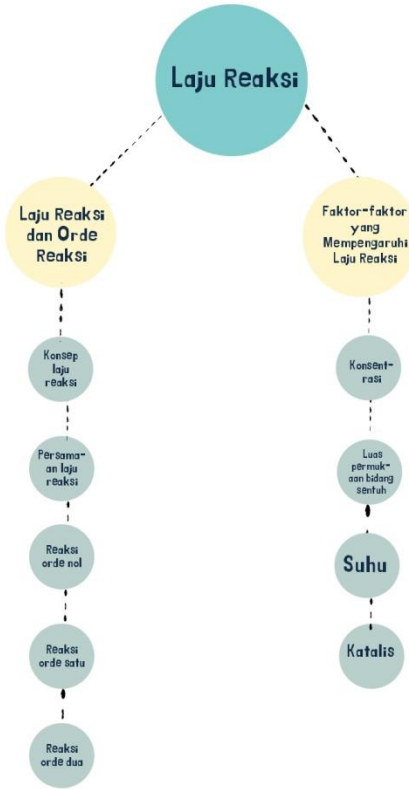 Laju Reaksi
Laju Reaksi
dan Orde
Reaksi
Konsep
laju
reaksi
Persama-
an laju
reaksi
Reaksi
orde nol
Reaksi
orde satu
Reaksi
orde dua
Faktor-faktor
yang
Mempengaruhi
Laju Reaksi
Konsent-
rasi
Luas
permuk-
aan bidang
sentuh
Suhu
Katalis